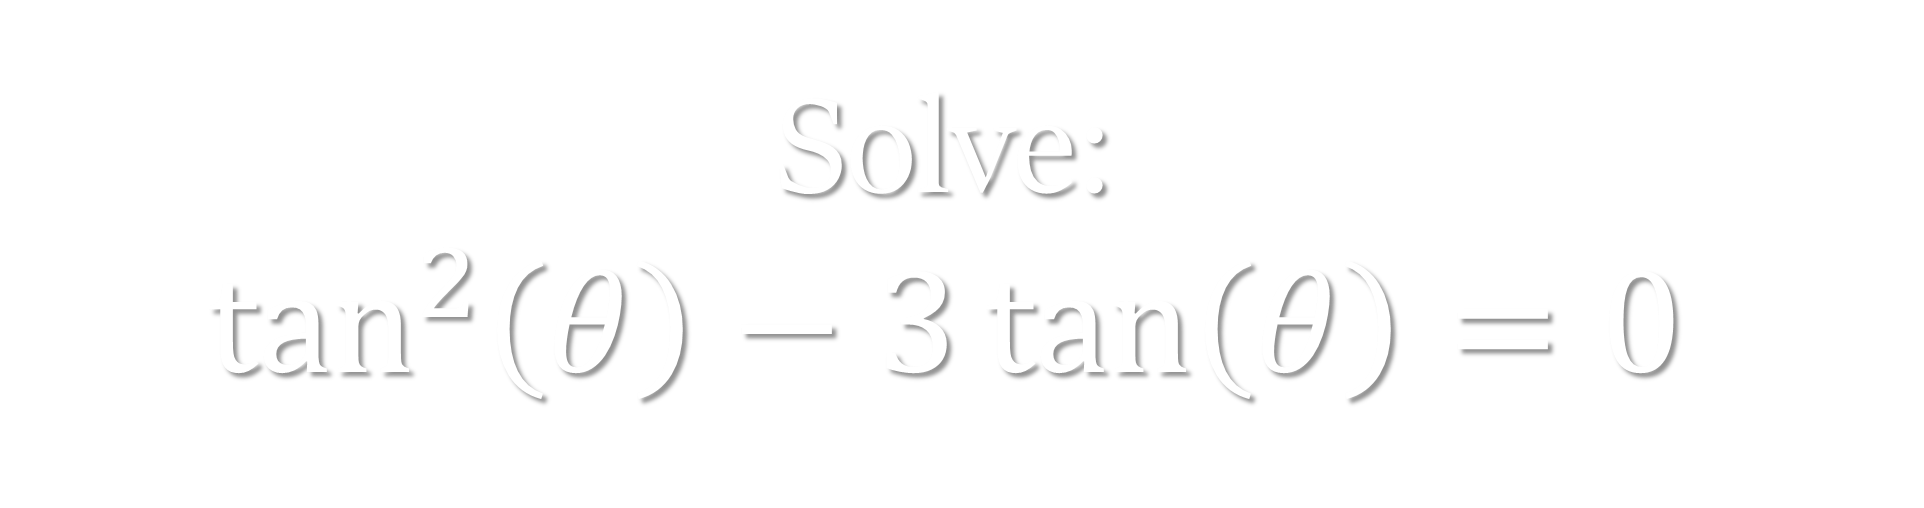 Solve:
tan²(θ) − 3 tan(θ) = 0